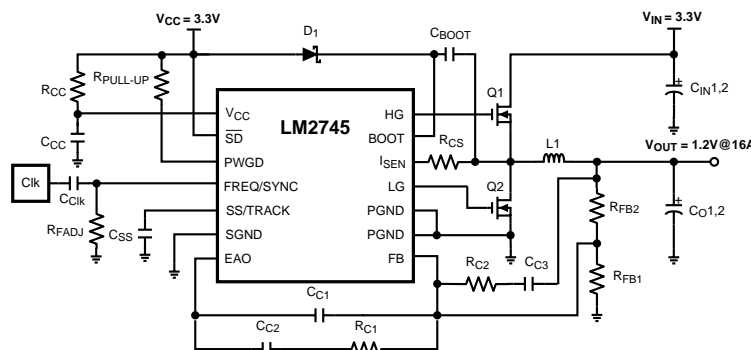 VCC = 3.3V
D1
CBOOT
VIN = 3.3V
RCC
RPULL-UP
Q1
CIN1,2
VCC
LM2745
HG
SD
BOOT
RCS
L1
VOUT = 1.2V@16A
CCC
PWGD
ISEN
Clk
CClk
FREQ/SYNC
LG
Q2
RFB2
CO1,2
RFADJ
CSS
SS/TRACK
PGND
SGND
PGND
RC2
CC3
RFB1
EAO
FB
CC1
CC2
RC1